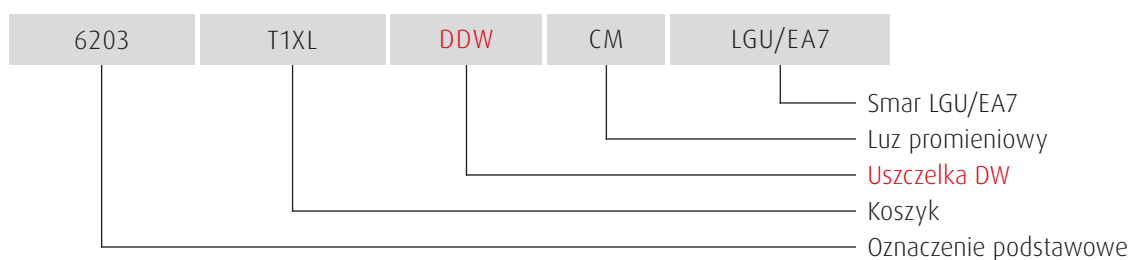 6203 T1XL DDW CM LGU/EA7
Smar LGU/EA7
Luz promieniowy
Uszczelka DW
Koszyk
Oznaczenie podstawowe